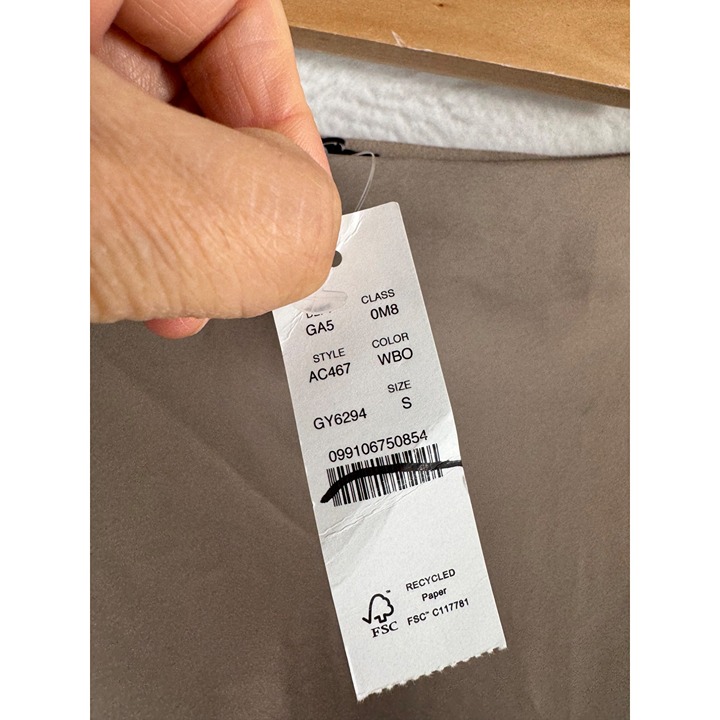 CLASS
GA5 0M8
STYLE COLOR
AC467 WBO
SIZE
GY6294 S
099106750854
RECYCLED
Paper
FSC™ C117781
FSC